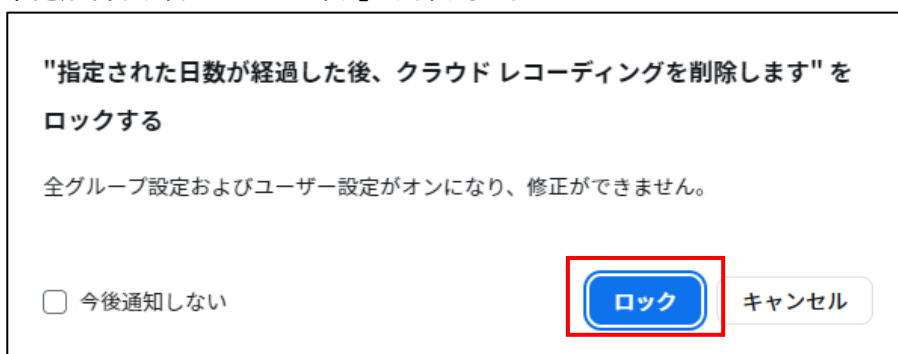 "指定された日数が経過した後、クラウド レコーディングを削除します" を
ロックする
全グループ設定およびユーザー設定がオンになり、修正ができません。
今後通知しない
ロック
キャンセル